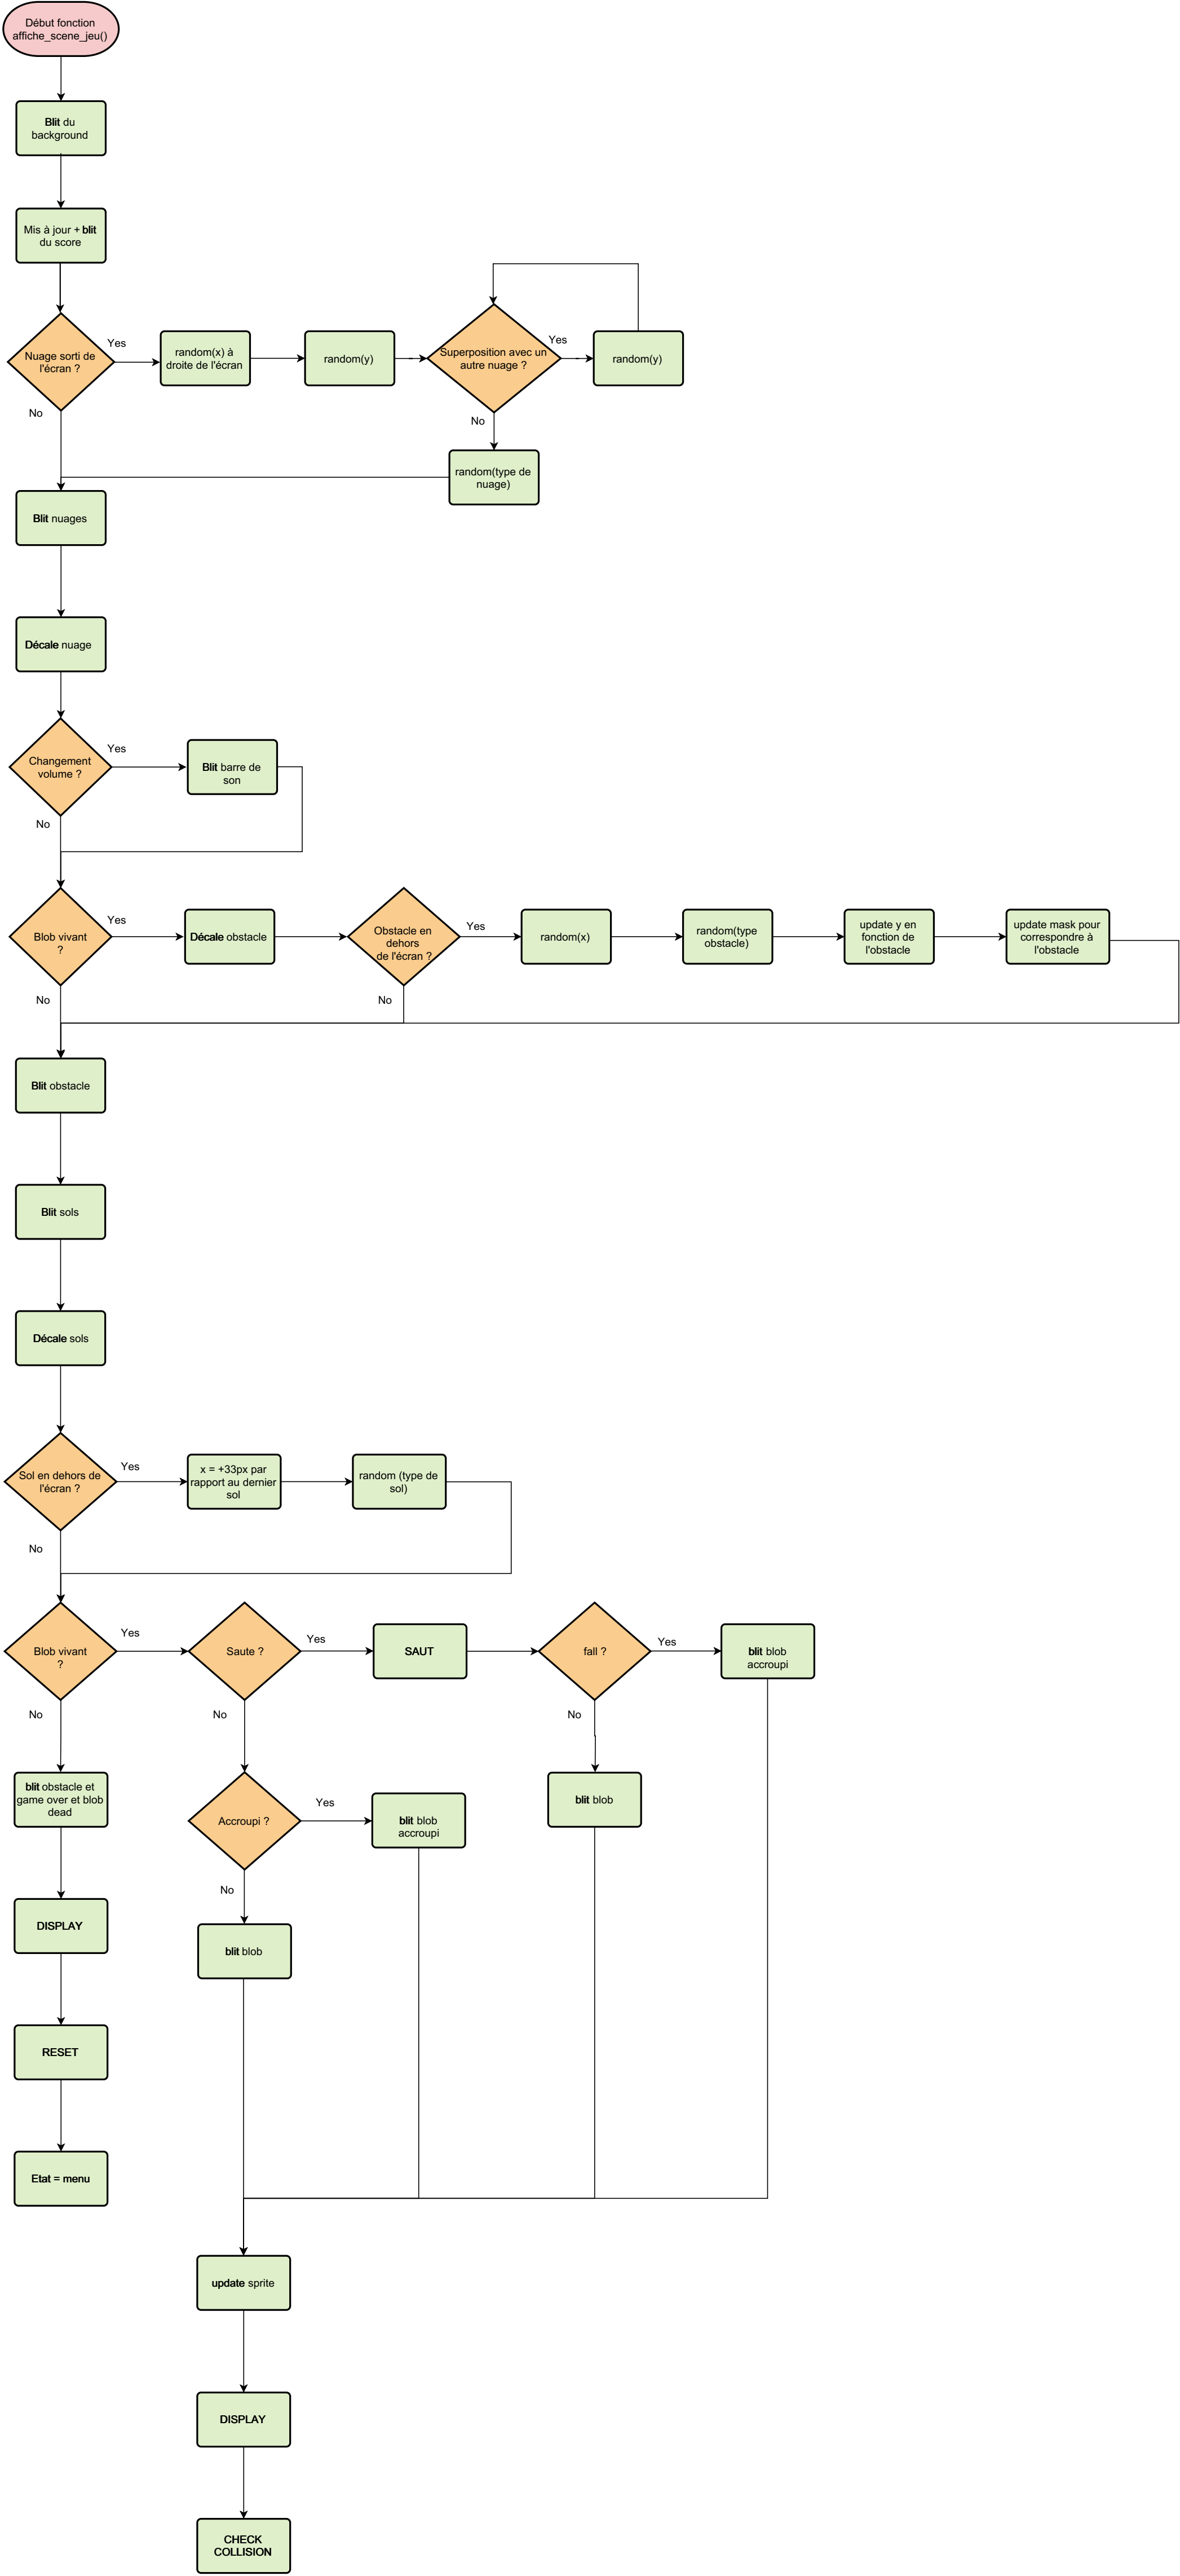 Début fonction
affiche_scene_jeu()
Blit du
background
Mis à jour + blit
du score
Nuage sorti de
l'écran ?
Yes
No
random(x) à
droite de l'écran
random(y)
Superposition avec un
autre nuage ?
Yes
No
random(y)
random(type de
nuage)
Blit nuages
Décale nuage
Changement
volume ?
Yes
No
Blit barre de
son
Blob vivant
?
Yes
No
Décale obstacle
Obstacle en
dehors
de l'écran ?
Yes
No
random(x)
random(type
obstacle)
update y en
fonction de
l'obstacle
update mask pour
correspondre à
l'obstacle
Blit obstacle
Blit sols
Décale sols
Sol en dehors de
l'écran ?
Yes
No
x = +33px par
rapport au dernier
sol
random (type de
sol)
Blob vivant
?
Yes
No
Saute ?
Yes
No
SAUT
fall ?
Yes
No
blit blob
accroupi
blit obstacle et
game over et blob
dead
Accroupi ?
Yes
No
blit blob
accroupi
blit blob
DISPLAY
blit blob
RESET
Etat = menu
update sprite
DISPLAY
CHECK
COLLISION